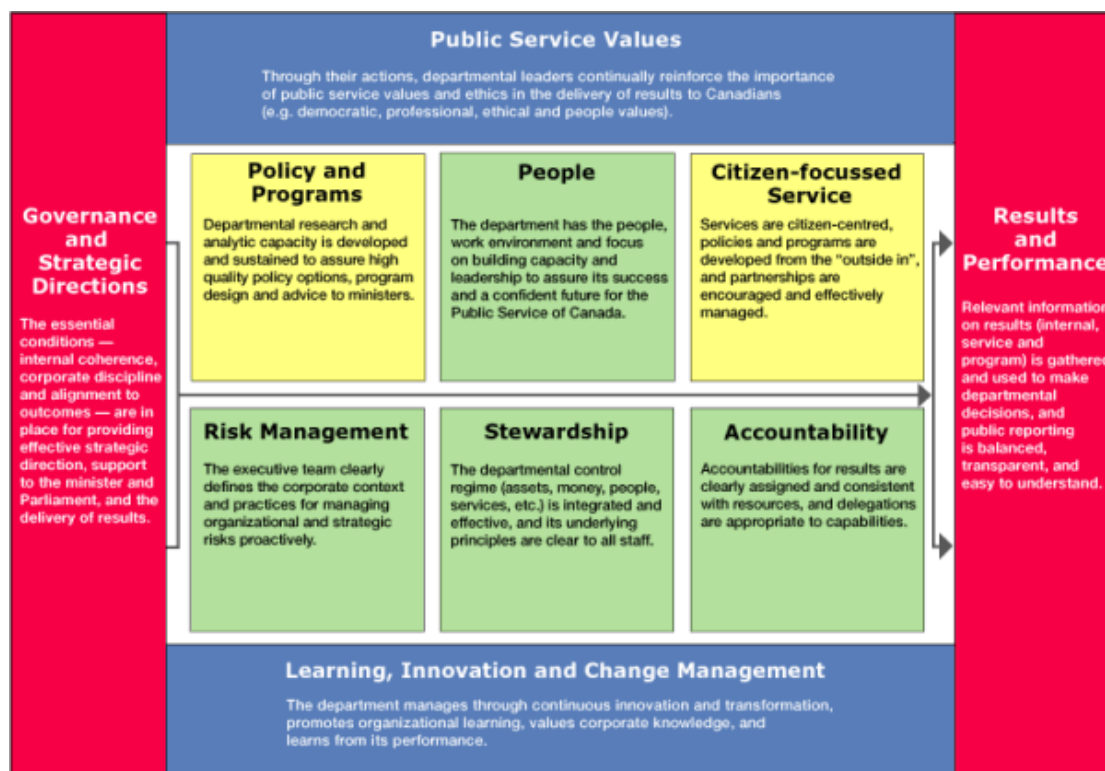 Public Service Values
Through their actions, departmental leaders continually reinforce the importance
of public service values and ethics in the delivery of results to Canadians
(e.g. democratic, professional, ethical and people values).
Governance
and
Strategic
Directions
The essential
conditions —
internal coherence,
corporate discipline
and alignment to
outcomes — are in
place for providing
effective strategic
direction, support
to the minister and
Parliament, and the
delivery of results.
Policy and
Programs
Departmental research and
analytic capacity is developed
and sustained to assure high
quality policy options, program
design and advice to ministers.
People
The department has the people,
work environment and focus
on building capacity and
leadership to assure its success
and a confident future for the
Public Service of Canada.
Citizen-focussed
Service
Services are citizen-centred,
policies and programs are
developed from the “outside in”,
and partnerships are
encouraged and effectively
managed.
Risk Management
The executive team clearly
defines the corporate context
and practices for managing
organizational and strategic
risks proactively.
Stewardship
The departmental control
regime (assets, money, people,
services, etc.) is integrated and
effective, and its underlying
principles are clear to all staff.
Accountability
Accountabilities for results are
clearly assigned and consistent
with resources, and delegations
are appropriate to capabilities.
Results
and
Performance
Relevant information
on results (internal,
service and
program) is gathered
and used to make
departmental
decisions, and
public reporting
is balanced,
transparent, and
easy to understand.
Learning, Innovation and Change Management
The department manages through continuous innovation and transformation,
promotes organizational learning, values corporate knowledge, and
learns from its performance.